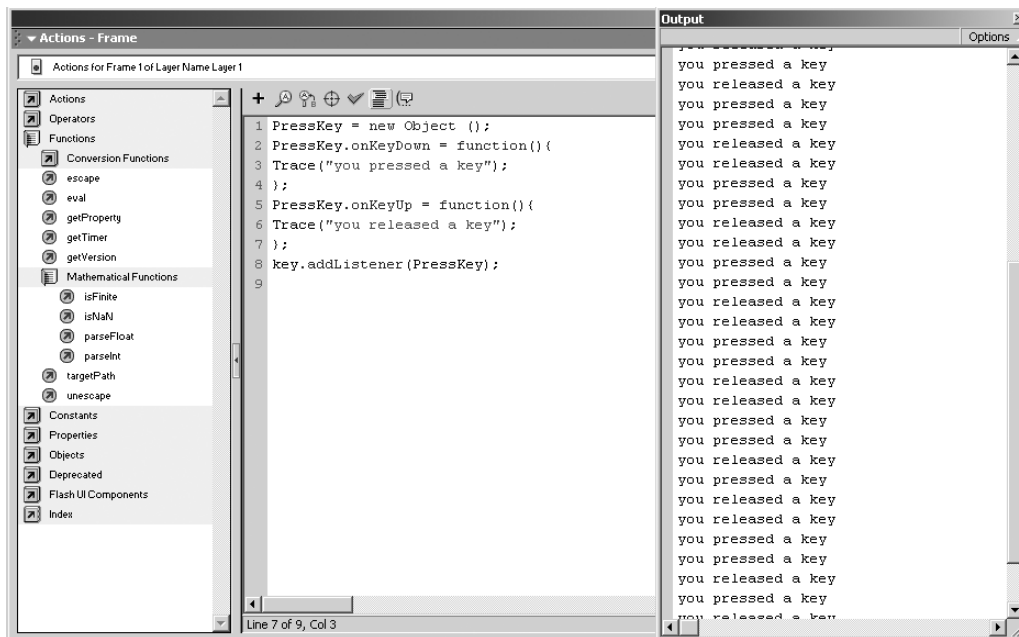 Actions - Frame
Actions for Frame 1 of Layer Name Layer 1
Actions
Operators
Functions
Conversion Functions
escape
eval
getProperty
getTimer
getVersion
Mathematical Functions
isFinite
isNaN
parseFloat
parseInt
targetPath
unescape
Constants
Properties
Objects
Deprecated
Flash UI Components
Index
1 PressKey = new Object ();
2 PressKey.onKeyDown = function(){
3 Trace("you pressed a key");
4 };
5 PressKey.onKeyUp = function(){
6 Trace("you released a key");
7 };
8 key.addListener(PressKey);
9
Line 7 of 9, Col 3
Output
Options
you released a key
you pressed a key
you released a key
you pressed a key
you pressed a key
you released a key
you released a key
you pressed a key
you pressed a key
you released a key
you released a key
you pressed a key
you pressed a key
you released a key
you released a key
you pressed a key
you pressed a key
you released a key
you released a key
you pressed a key
you pressed a key
you released a key
you pressed a key
you released a key
you released a key
you pressed a key
you pressed a key
you released a key
you pressed a key
you released a key